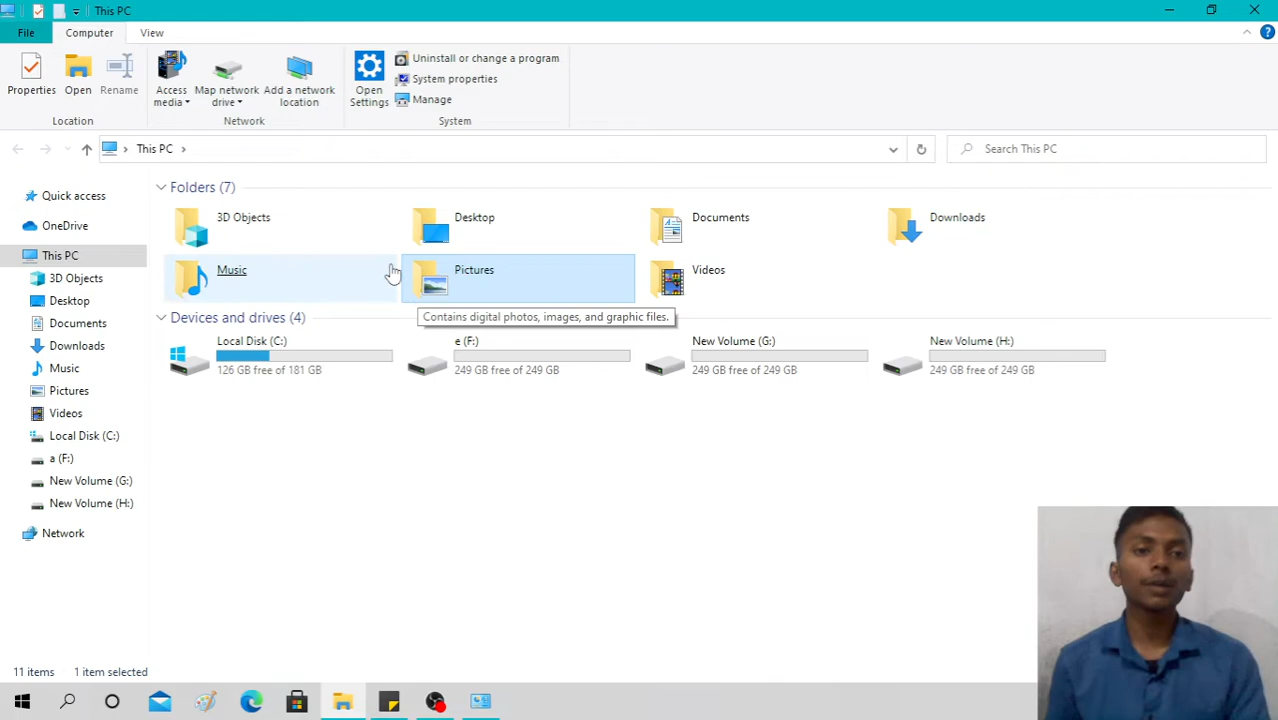 This PC
File
Computer
View
Properties
Open
Rename
Access media
Map network drive
Add a network location
Open Settings
Uninstall or change a program
System properties
Manage
Location
Network
System
This PC
Search This PC
Quick access
OneDrive
This PC
3D Objects
Desktop
Documents
Downloads
Music
Pictures
Videos
Local Disk (C:)
a (F:)
New Volume (G:)
New Volume (H:)
Network
Folders (7)
3D Objects
Desktop
Documents
Downloads
Music
Pictures
Videos
Contains digital photos, images, and graphic files.
Devices and drives (4)
Local Disk (C:)
126 GB free of 181 GB
e (F:)
249 GB free of 249 GB
New Volume (G:)
249 GB free of 249 GB
New Volume (H:)
249 GB free of 249 GB
11 items
1 item selected